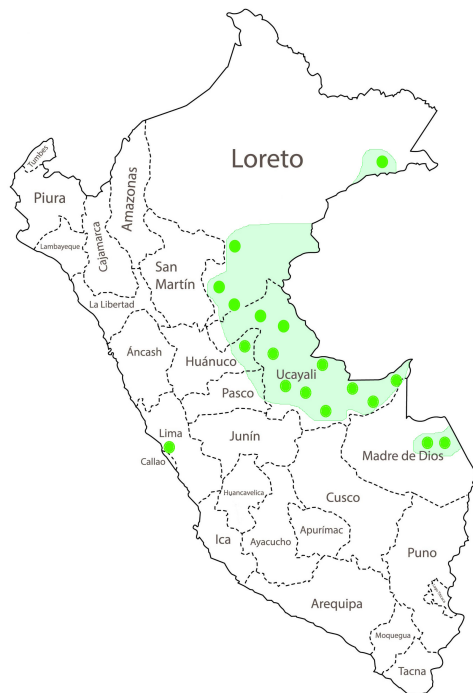 Loreto
Tumbes
Piura
Amazonas
Lambayeque
Cajamarca
San
Martín
La Libertad
Áncash
Huánuco
Ucayali
Pasco
Lima
Junín
Callao
Madre de Dios
Huancavelica
Cusco
Ica
Ayacucho
Apurímac
Puno
Arequipa
Moquegua
Tacna